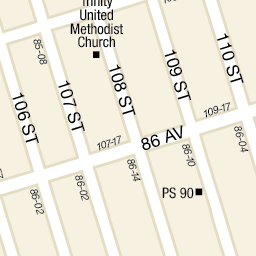 Trinity
United
Methodist
Church
85-08
106 ST
107 ST
108 ST
109 ST
110 ST
109-17
107-17
86 AV
86-02
86-02
86-14
86-10
86-04
PS 90